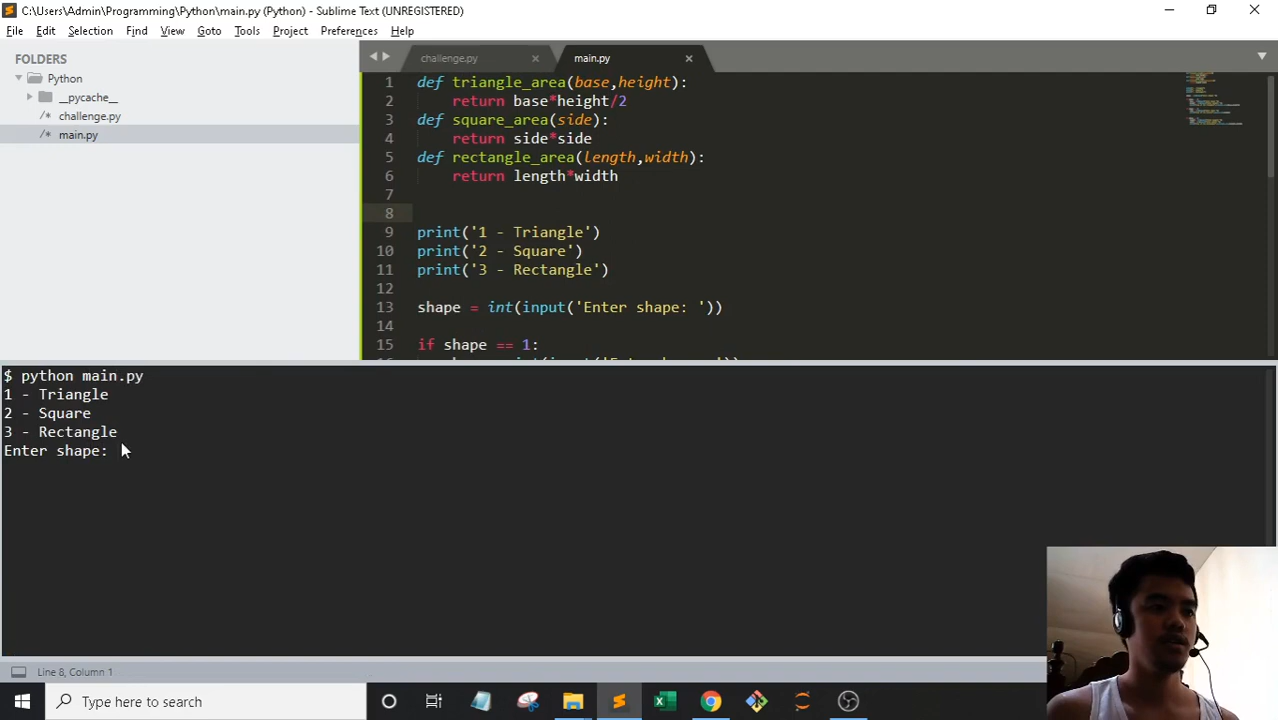 C:\Users\Admin\Programming\Python\main.py (Python) - Sublime Text (UNREGISTERED)
File Edit Selection Find View Goto Tools Project Preferences Help
FOLDERS
Python
__pycache__
/* challenge.py
/* main.py
challenge.py main.py
1 def triangle_area(base,height):
2 return base*height/2
3 def square_area(side):
4 return side*side
5 def rectangle_area(length,width):
6 return length*width
7
8
9 print('1 - Triangle')
10 print('2 - Square')
11 print('3 - Rectangle')
12
13 shape = int(input('Enter shape: '))
14
15 if shape == 1:
$ python main.py
1 - Triangle
2 - Square
3 - Rectangle
Enter shape:
Line 8, Column 1
Type here to search